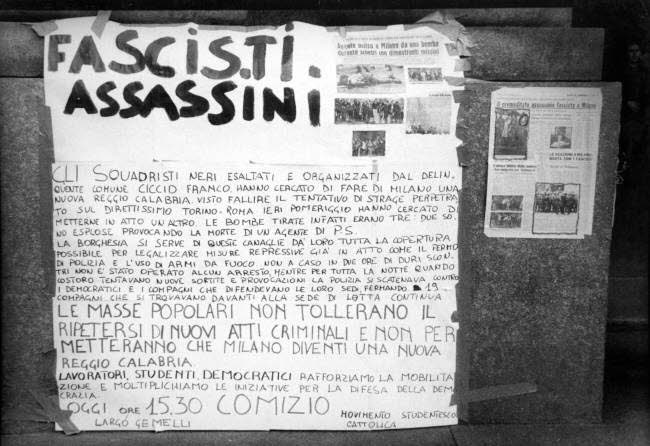 FASCISTI.
ASSASSINI
Agente ucciso a Milano da una bomba
GLI SQUADRISTI NERI ESALTATI E ORGANIZZATI DAL DELIN.
QUENTE COMUNE CICCIO FRANCO, HANNO CERCATO DI FARE DI MILANO UNA
NUOVA REGGIO CALABRIA. VISTO FALLIRE IL TENTATIVO DI STRAGE PERPETRA
TO SUL DIRETTISSIMO TORINO-ROMA IERI POMERIGGIO HANNO CERCATO DI
METTERNE IN ATTO UN'ALTRO. LE BOMBE TIRATE INFATTI ERANO TRE: DUE SO.
NO ESPLOSE PROVOCANDO LA MORTE DI UN AGENTE DI P.S.
LA BORGHESIA SI SERVE DI QUESTE CANAGLIE DA' LORO TUTTA LA COPERTURA
POSSIBILE PER LEGALIZZARE MISURE REPRESSIVE GIA' IN ATTO COME IL FERMO
DI POLIZIA E L'USO DI ARMI DA FUOCO. NON A CASO IN DUE ORE DI DURI SCON
TRI NON E' STATO OPERATO ALCUN ARRESTO, MENTRE PER TUTTA LA NOTTE QUANDO
COSTORO TENTAVANO NUOVE SORTITE E PROVOCAZIONI LA POLIZIA SI SCATENAVA CONTRO
I DEMOCRATICI E I COMPAGNI CHE DIFENDEVANO LE LORO SEDI, FERMANDO 19
COMPAGNI CHE SI TROVAVANO DAVANTI ALLA SEDE DI LOTTA CONTINUA
LE MASSE POPOLARI NON TOLLERANO IL
RIPETERSI DI NUOVI ATTI CRIMINALI E NON PER
METTERANNO CHE MILANO DIVENTI UNA NUOVA
REGGIO CALABRIA.
LAVORATORI, STUDENTI, DEMOCRATICI RAFFORZIAMO LA MOBILITA
ZIONE E MOLTIPLICHIAMO LE INIZIATIVE PER LA DIFESA DELLA DEM
CRAZIA.
OGGI ORE 15,30 COMIZIO
LARGO GEMELLI
MOVIMENTO STUDENTESCO
CATTOLICA